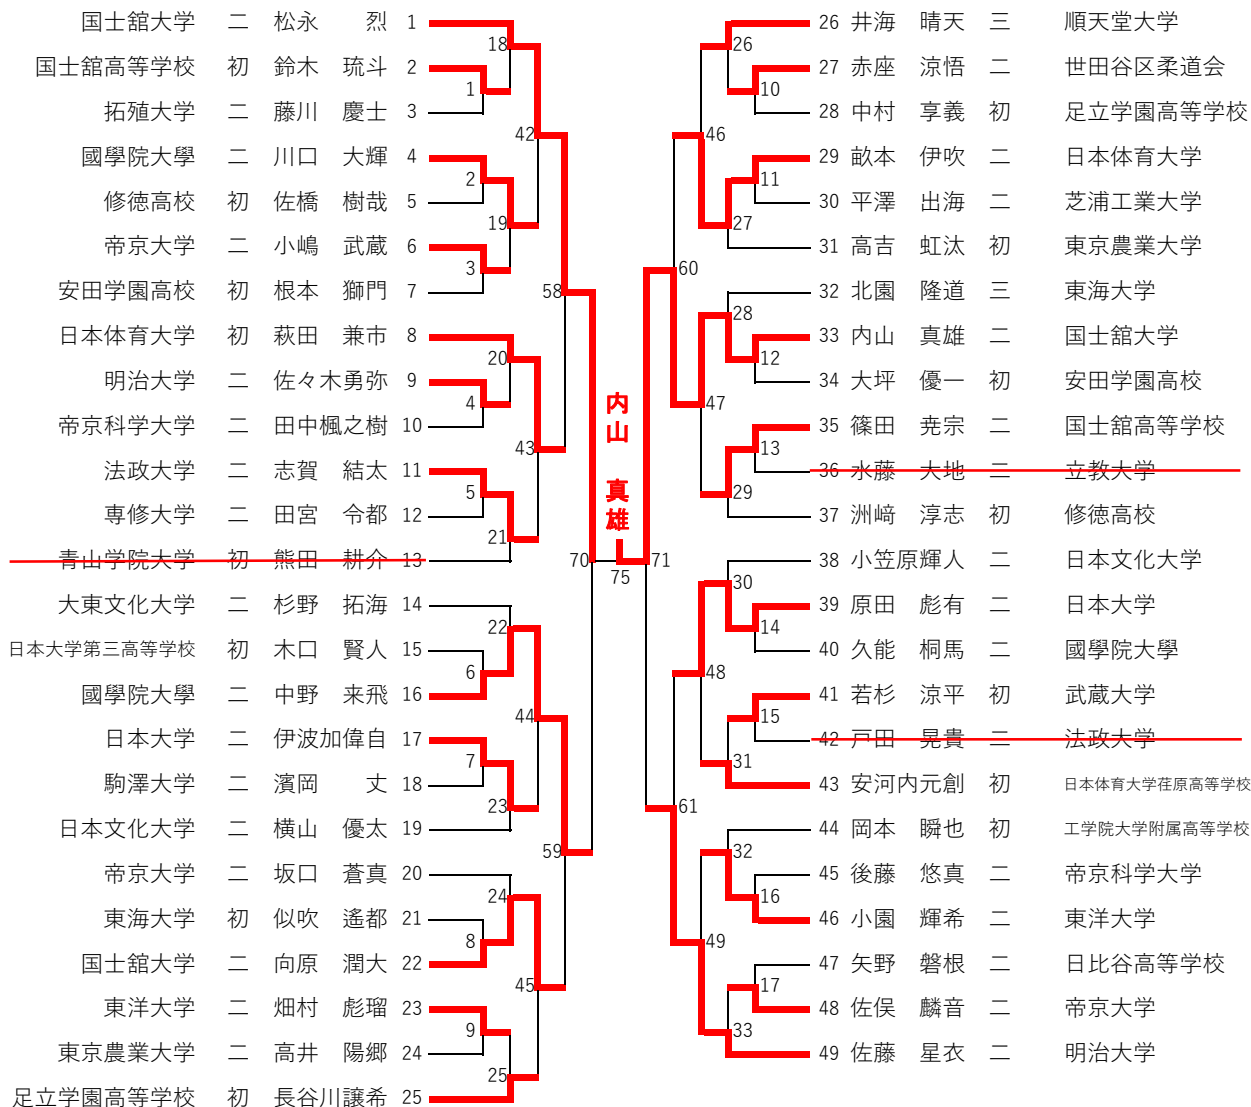 国士舘大学 二 松永 烈 1
国士舘高等学校 初 鈴木 琉斗 2
拓殖大学 二 藤川 慶士 3
國學院大學 二 川口 大輝 4
修徳高校 初 佐橋 樹哉 5
帝京大学 二 小嶋 武蔵 6
安田学園高校 初 根本 獅門 7
日本体育大学 初 萩田 兼市 8
明治大学 二 佐々木勇弥 9
帝京科学大学 二 田中楓之樹 10
法政大学 二 志賀 結太 11
専修大学 二 田宮 令都 12
青山学院大学 初 熊田 耕介 13
大東文化大学 二 杉野 拓海 14
日本大学第三高等学校 初 木口 賢人 15
國學院大學 二 中野 来飛 16
日本大学 二 伊波加偉自 17
駒澤大学 二 濱岡 丈 18
日本文化大学 二 横山 優太 19
帝京大学 二 坂口 蒼真 20
東海大学 初 似吹 遙都 21
国士舘大学 二 向原 潤大 22
東洋大学 二 畑村 彪瑠 23
東京農業大学 二 高井 陽郷 24
足立学園高等学校 初 長谷川譲希 25
1
2
3
4
5
6
7
8
9
18
19
20
21
22
23
24
25
42
43
44
45
58
59
70
内山 真雄
75
71
60
61
46
47
48
49
26
27
28
29
30
31
32
33
10
11
12
13
14
15
16
17
26 井海 晴天 三 順天堂大学
27 赤座 涼悟 二 世田谷区柔道会
28 中村 享義 初 足立学園高等学校
29 畝本 伊吹 二 日本体育大学
30 平澤 出海 二 芝浦工業大学
31 高吉 虹汰 初 東京農業大学
32 北園 隆道 三 東海大学
33 内山 真雄 二 国士舘大学
34 大坪 優一 初 安田学園高校
35 篠田 尭宗 二 国士舘高等学校
36 水藤 大地 二 立教大学
37 洲﨑 淳志 初 修徳高校
38 小笠原輝人 二 日本文化大学
39 原田 彪有 二 日本大学
40 久能 桐馬 二 國學院大學
41 若杉 涼平 初 武蔵大学
42 戸田 晃貴 二 法政大学
43 安河内元創 初 日本体育大学荏原高等学校
44 岡本 瞬也 初 工学院大学附属高等学校
45 後藤 悠真 二 帝京科学大学
46 小園 輝希 二 東洋大学
47 矢野 磐根 二 日比谷高等学校
48 佐俣 麟音 二 帝京大学
49 佐藤 星衣 二 明治大学